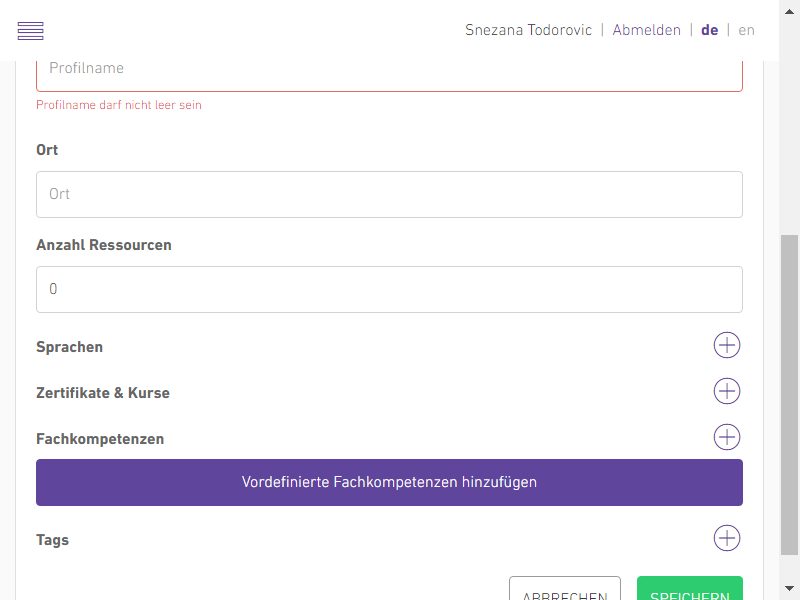 Snezana Todorovic | Abmelden | de | en
Profilname
Profilname darf nicht leer sein
Ort
Ort
Anzahl Ressourcen
0
Sprachen
Zertifikate & Kurse
Fachkompetenzen
Vordefinierte Fachkompetenzen hinzufügen
Tags
ABBRECHEN SPEICHERN